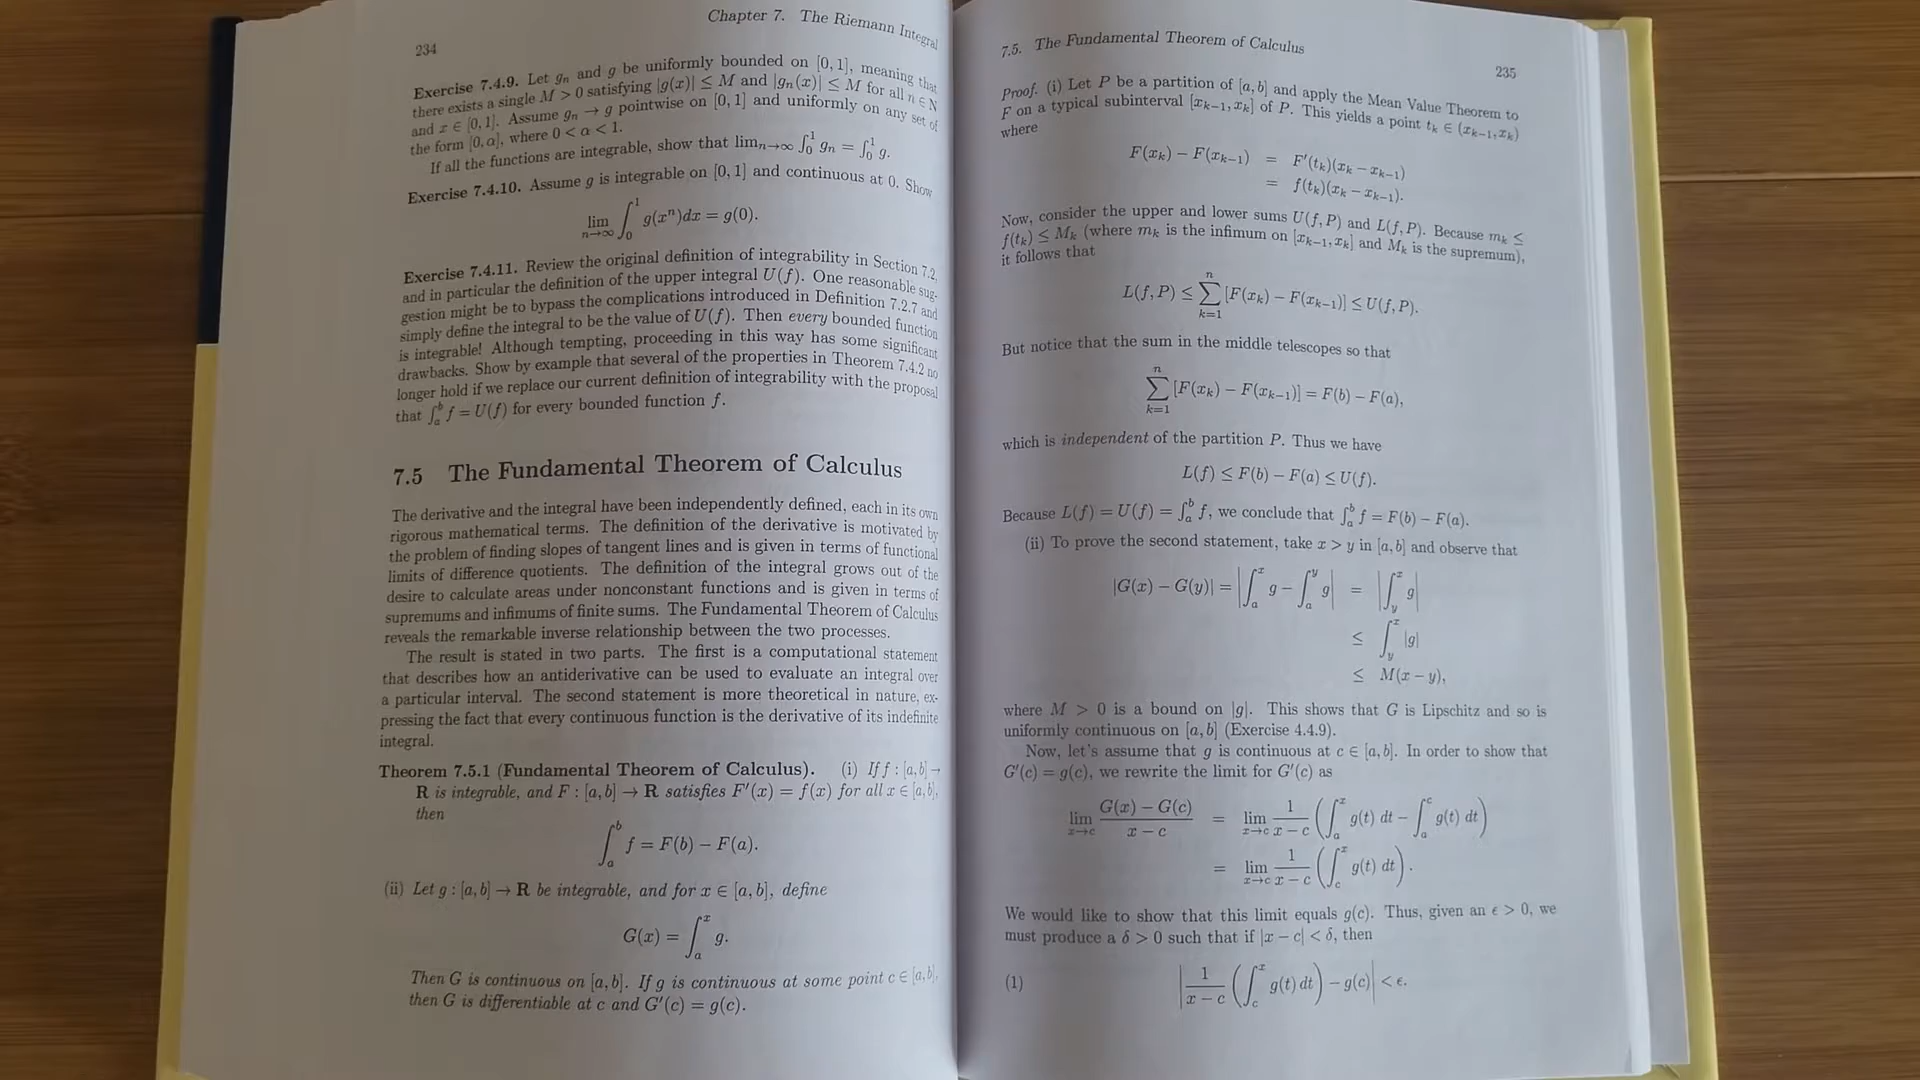 Chapter 7. The Riemann Integral
234
Exercise 7.4.9. Let gₙ and g be uniformly bounded on [0, 1], meaning that
there exists a single M > 0 satisfying |g(x)| ≤ M and |gₙ(x)| ≤ M for all n ∈ N
and x ∈ [0, 1]. Assume gₙ → g pointwise on [0, 1] and uniformly on any set of
the form [0, α], where 0 < α < 1.
If all the functions are integrable, show that limₙ→∞ ∫₀¹ gₙ = ∫₀¹ g.
Exercise 7.4.10. Assume g is integrable on [0, 1] and continuous at 0. Show
lim n→∞ ∫₀¹ g(xⁿ)dx = g(0).
Exercise 7.4.11. Review the original definition of integrability in Section 7.2,
and in particular the definition of the upper integral U(f). One reasonable sug-
gestion might be to bypass the complications introduced in Definition 7.2.7 and
simply define the integral to be the value of U(f). Then every bounded function
is integrable! Although tempting, proceeding in this way has some significant
drawbacks. Show by example that several of the properties in Theorem 7.4.2 no
longer hold if we replace our current definition of integrability with the proposal
that ∫ₐᵇ f = U(f) for every bounded function f.
7.5 The Fundamental Theorem of Calculus
The derivative and the integral have been independently defined, each in its own
rigorous mathematical terms. The definition of the derivative is motivated by
the problem of finding slopes of tangent lines and is given in terms of functional
limits of difference quotients. The definition of the integral grows out of the
desire to calculate areas under nonconstant functions and is given in terms of
supremums and infimums of finite sums. The Fundamental Theorem of Calculus
reveals the remarkable inverse relationship between the two processes.
The result is stated in two parts. The first is a computational statement
that describes how an antiderivative can be used to evaluate an integral over
a particular interval. The second statement is more theoretical in nature, ex-
pressing the fact that every continuous function is the derivative of its indefinite
integral.
Theorem 7.5.1 (Fundamental Theorem of Calculus). (i) If f : [a, b] →
R is integrable, and F : [a, b] → R satisfies F′(x) = f(x) for all x ∈ [a, b],
then
∫ₐᵇ f = F(b) − F(a).
(ii) Let g : [a, b] → R be integrable, and for x ∈ [a, b], define
G(x) = ∫ₐˣ g.
Then G is continuous on [a, b]. If g is continuous at some point c ∈ [a, b],
then G is differentiable at c and G′(c) = g(c).
7.5. The Fundamental Theorem of Calculus
235
Proof. (i) Let P be a partition of [a, b] and apply the Mean Value Theorem to
F on a typical subinterval [xₖ₋₁, xₖ] of P. This yields a point tₖ ∈ (xₖ₋₁, xₖ)
where
F(xₖ) − F(xₖ₋₁) = F′(tₖ)(xₖ − xₖ₋₁)
= f(tₖ)(xₖ − xₖ₋₁).
Now, consider the upper and lower sums U(f, P) and L(f, P). Because mₖ ≤
f(tₖ) ≤ Mₖ (where mₖ is the infimum on [xₖ₋₁, xₖ] and Mₖ is the supremum),
it follows that
L(f, P) ≤ ∑ₖ₌₁ⁿ [F(xₖ) − F(xₖ₋₁)] ≤ U(f, P).
But notice that the sum in the middle telescopes so that
∑ₖ₌₁ⁿ [F(xₖ) − F(xₖ₋₁)] = F(b) − F(a),
which is independent of the partition P. Thus we have
L(f) ≤ F(b) − F(a) ≤ U(f).
Because L(f) = U(f) = ∫ₐᵇ f, we conclude that ∫ₐᵇ f = F(b) − F(a).
(ii) To prove the second statement, take x > y in [a, b] and observe that
|G(x) − G(y)| = |∫ₐˣ g − ∫ₐʸ g| = |∫ᵧˣ g|
≤ ∫ᵧˣ |g|
≤ M(x − y),
where M > 0 is a bound on |g|. This shows that G is Lipschitz and so is
uniformly continuous on [a, b] (Exercise 4.4.9).
Now, let's assume that g is continuous at c ∈ [a, b]. In order to show that
G′(c) = g(c), we rewrite the limit for G′(c) as
lim x→c (G(x) − G(c))/(x − c) = lim x→c 1/(x − c) (∫ₐˣ g(t) dt − ∫ₐᶜ g(t) dt)
= lim x→c 1/(x − c) (∫cˣ g(t) dt).
We would like to show that this limit equals g(c). Thus, given an ϵ > 0, we
must produce a δ > 0 such that if |x − c| < δ, then
(1) |1/(x − c) (∫cˣ g(t) dt) − g(c)| < ϵ.